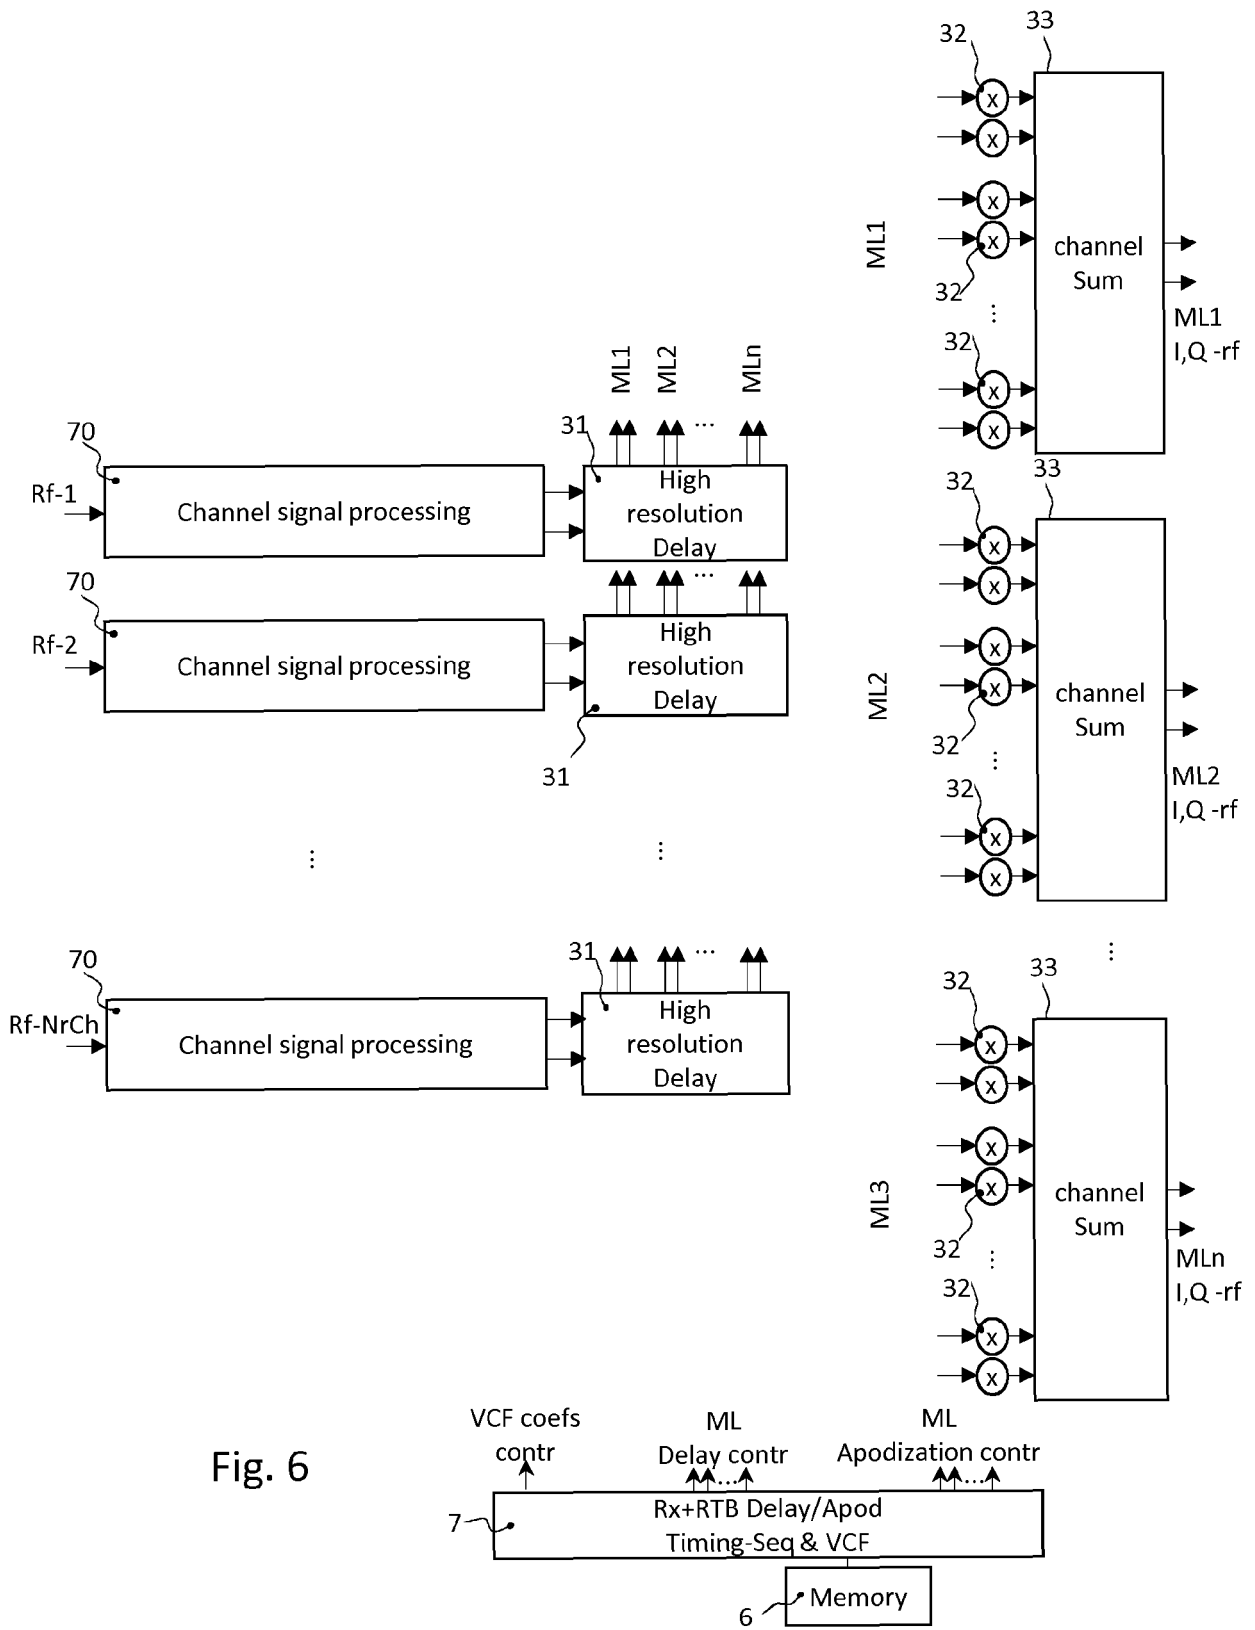 32
33
x
x
x
x
32
...
32
x
x
ML1
channel
Sum
ML1
I,Q -rf
ML1
ML2
MLn
...
70
31
Rf-1
Channel signal processing
High
resolution
Delay
...
70
Rf-2
Channel signal processing
High
resolution
Delay
31
32
33
x
x
x
x
32
...
32
x
x
ML2
channel
Sum
ML2
I,Q -rf
...
...
...
70
31
...
Rf-NrCh
Channel signal processing
High
resolution
Delay
32
33
x
x
x
x
32
...
32
x
x
ML3
channel
Sum
MLn
I,Q -rf
Fig. 6
VCF coefs
contr
ML
Delay contr
ML
Apodization contr
...
...
7
Rx+RTB Delay/Apod
Timing-Seq & VCF
6
Memory